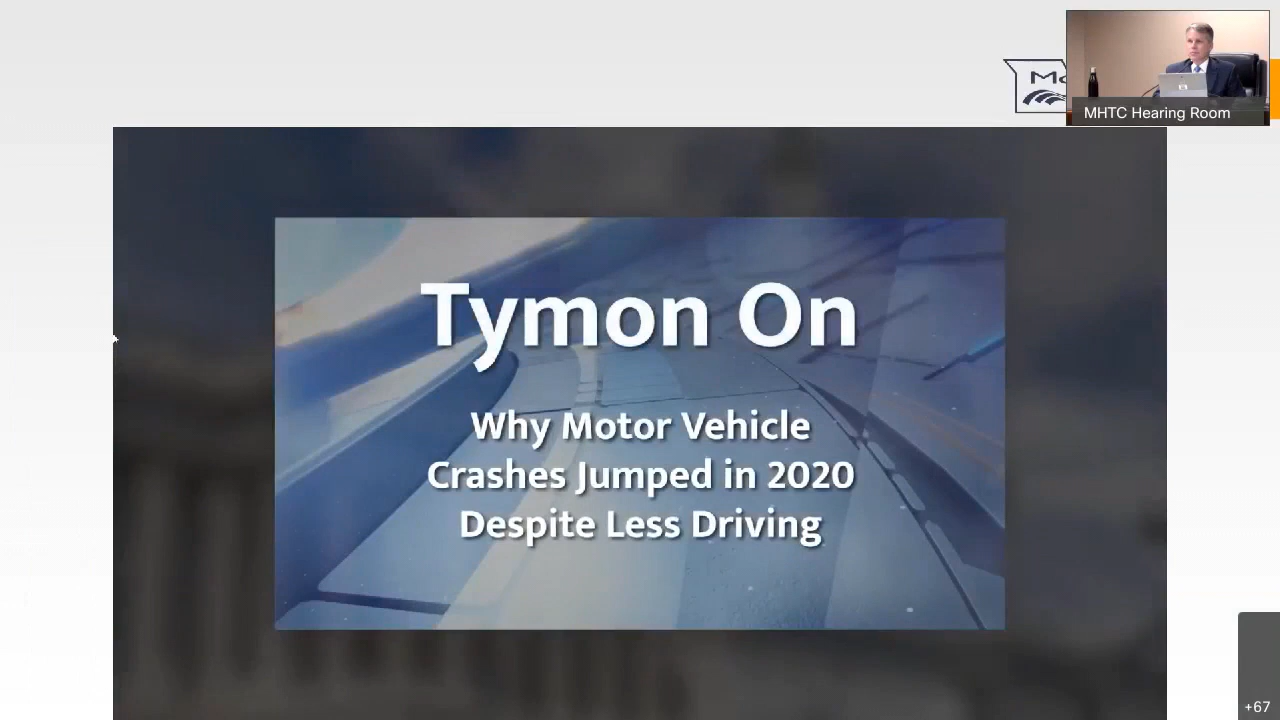 MHTC Hearing Room
Tymon On
Why Motor Vehicle
Crashes Jumped in 2020
Despite Less Driving
+67